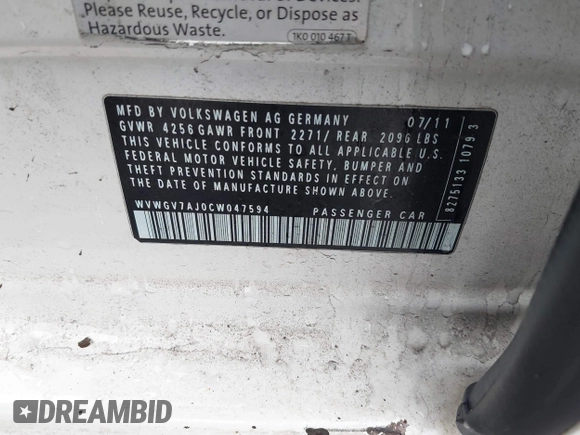 Please Reuse, Recycle, or Dispose as
Hazardous Waste.
1K0 010 467 T
MFD BY VOLKSWAGEN AG GERMANY 07/11
GVWR 4256 GAWR FRONT 2271/ REAR 2096 LBS
THIS VEHICLE CONFORMS TO ALL APPLICABLE U.S.
FEDERAL MOTOR VEHICLE SAFETY, BUMPER AND
THEFT PREVENTION STANDARDS IN EFFECT ON THE
DATE OF MANUFACTURE SHOWN ABOVE.
WVWGV7AJ0CW047594 PASSENGER CAR
8275133 1079 3
DREAMBID